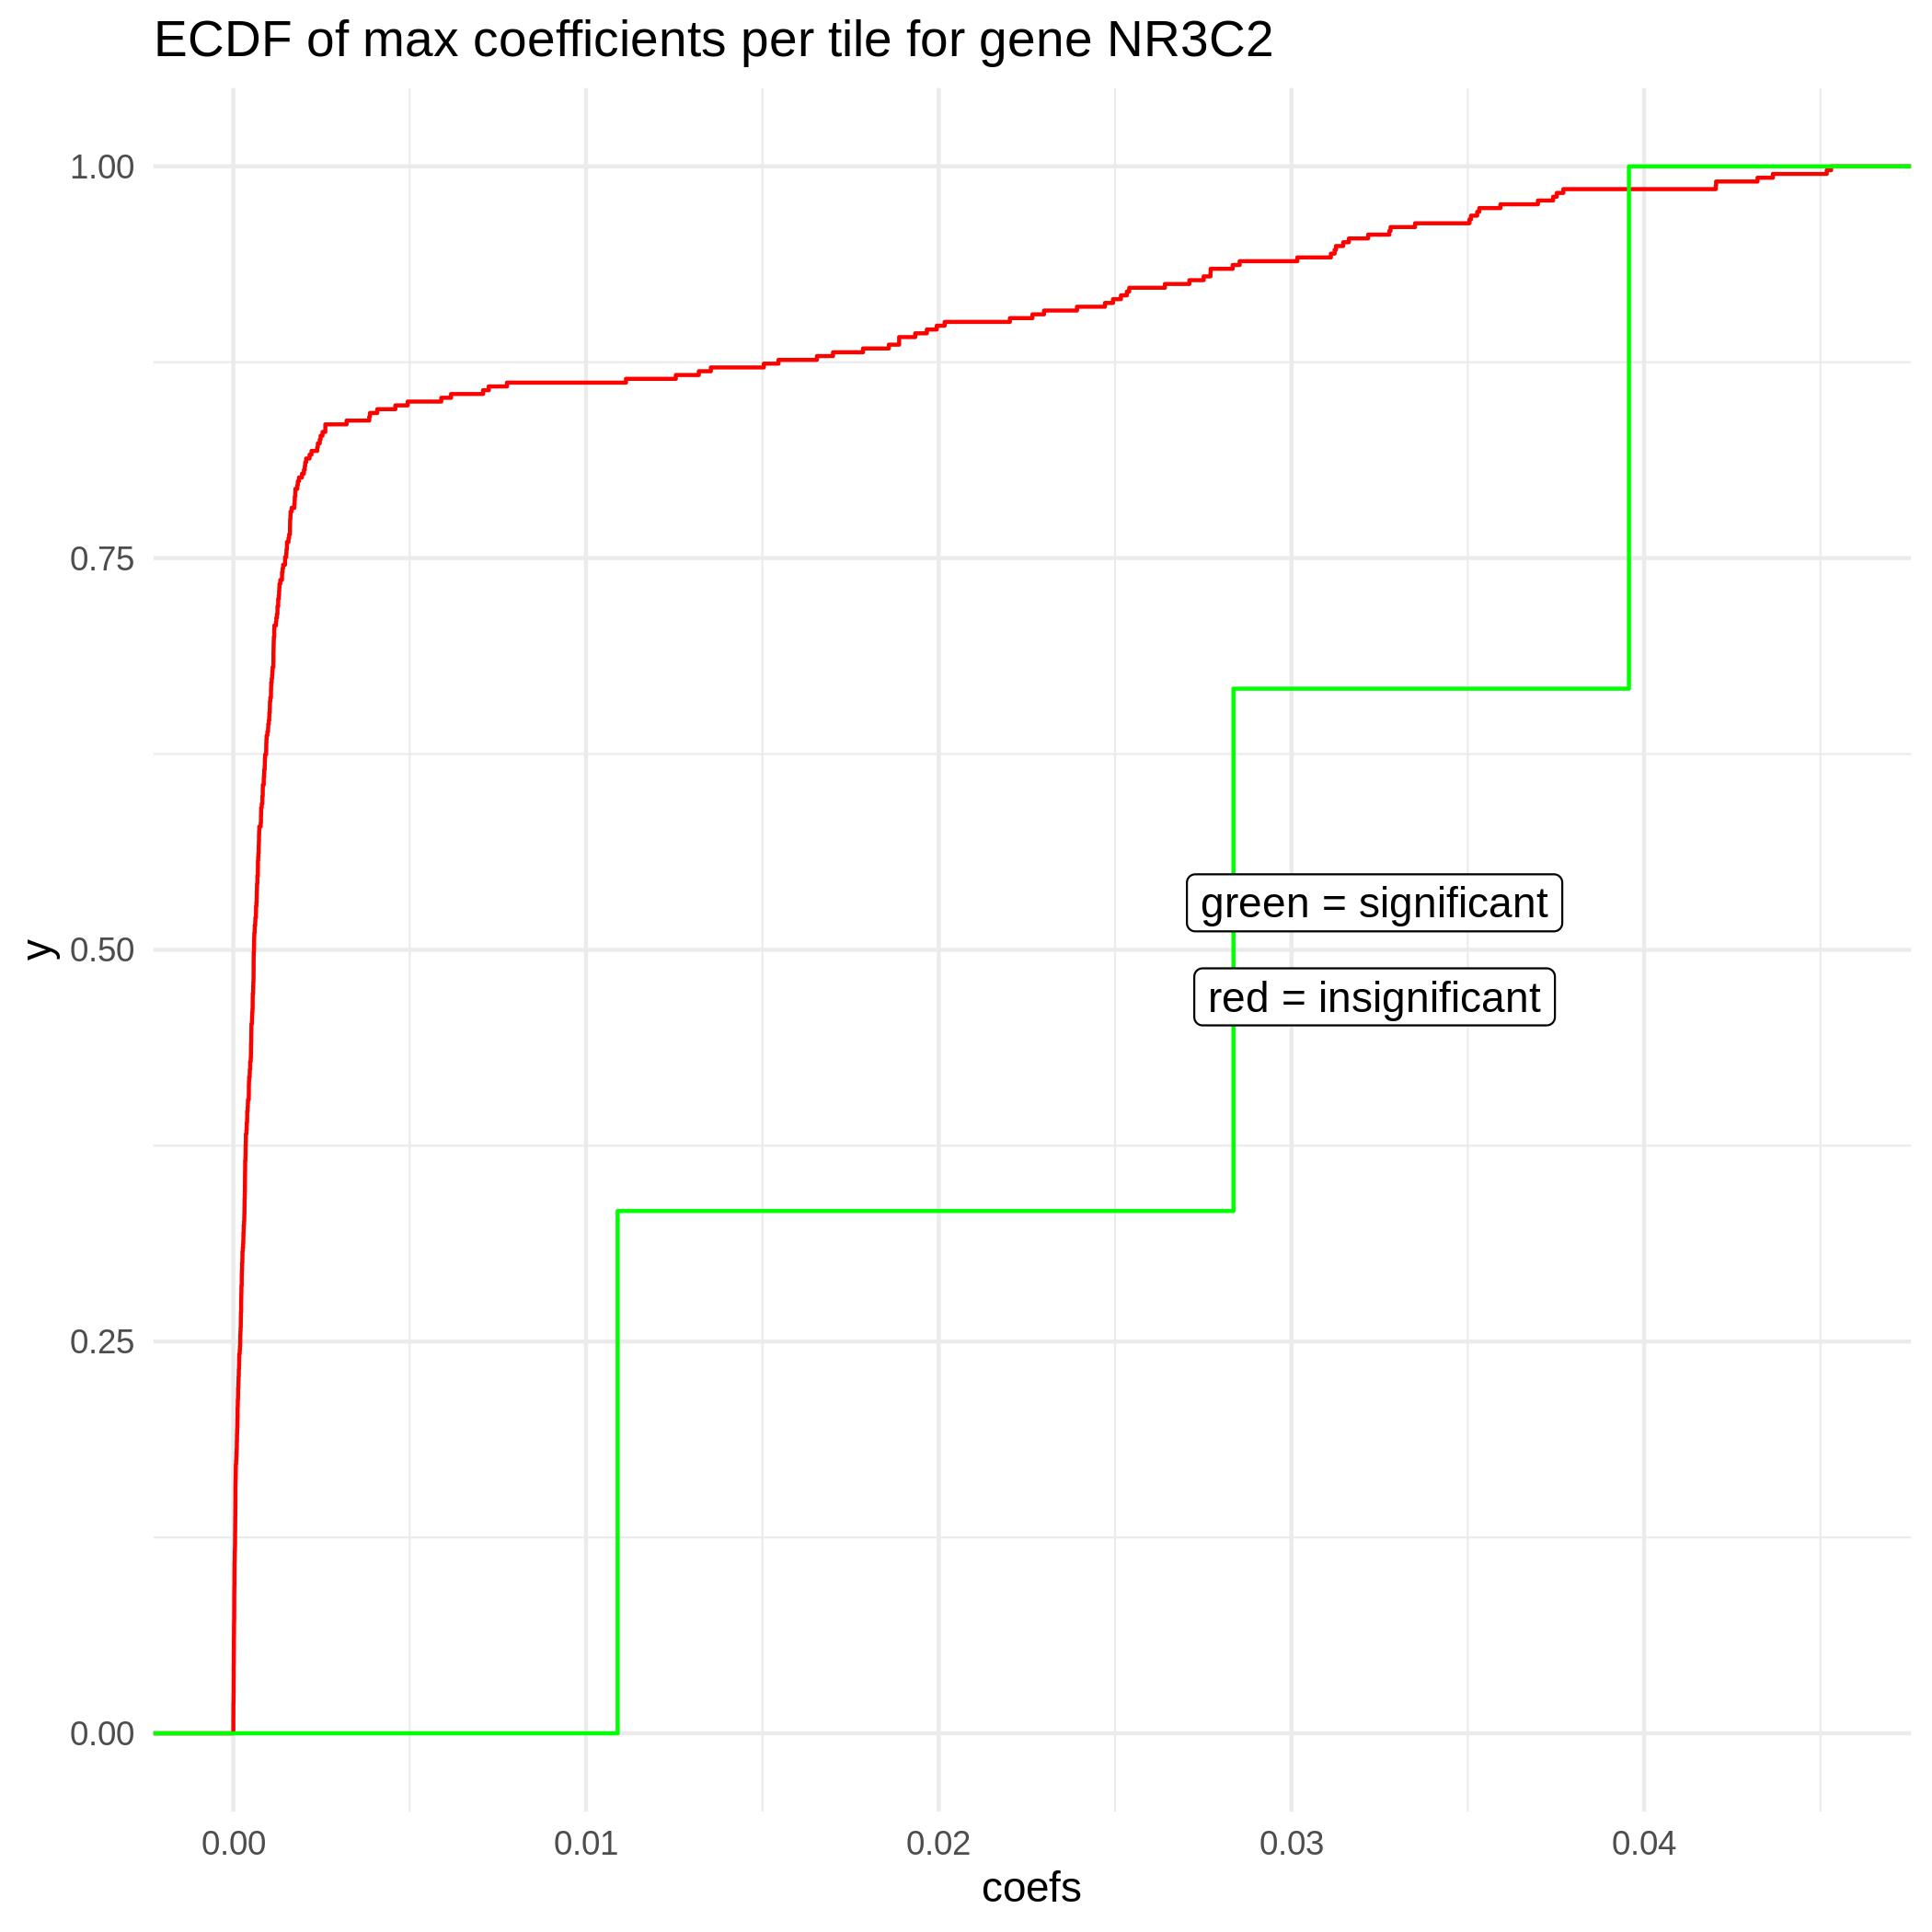 ECDF of max coefficients per tile for gene NR3C2
1.00
0.75
0.50
0.25
0.00
y
green = significant
red = insignificant
0.00 0.01 0.02 0.03 0.04
coefs